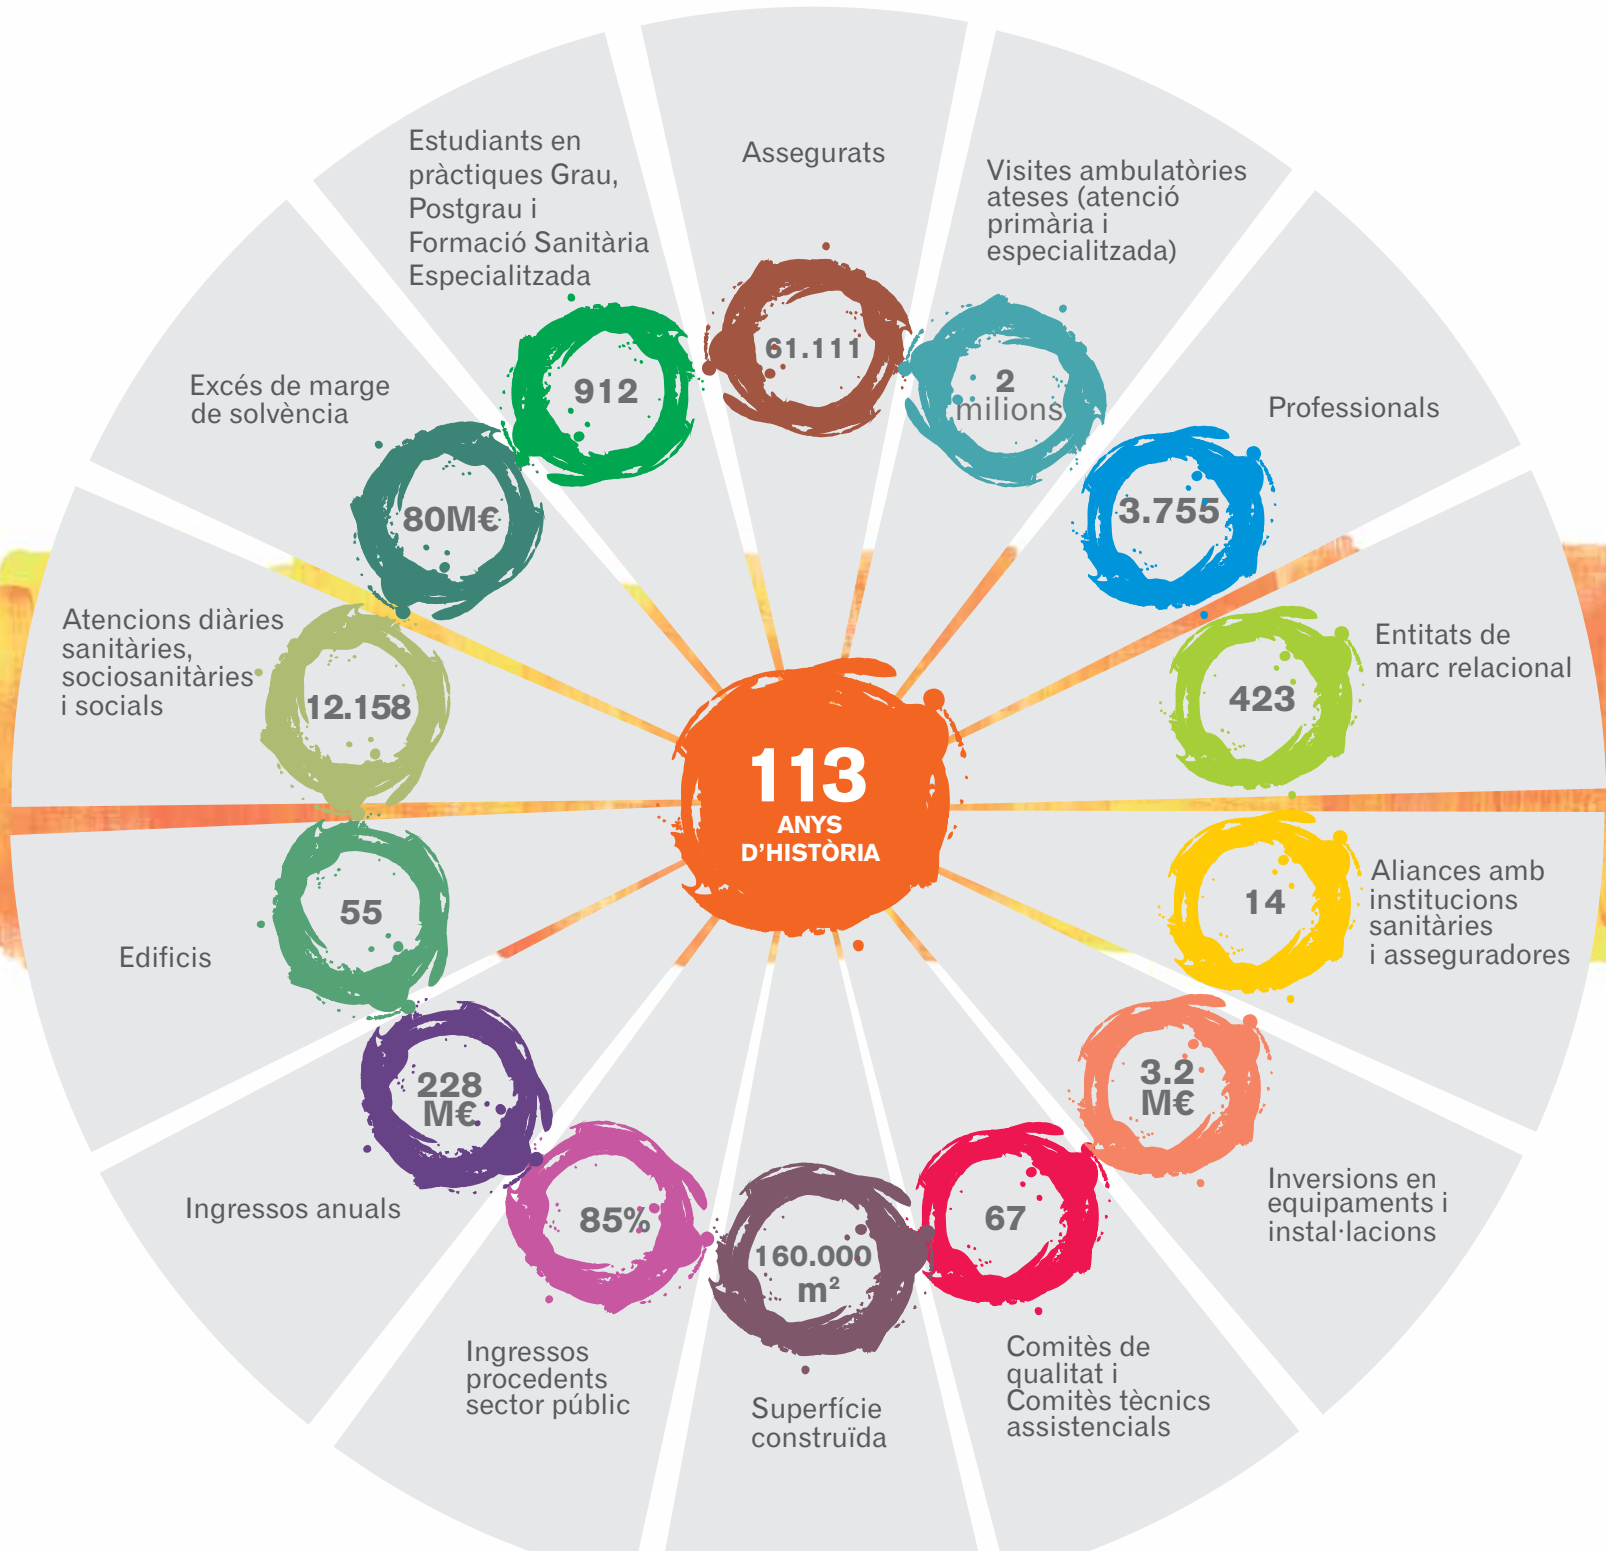 Assegurats
61.111
Visites ambulatòries
ateses (atenció
primària i
especialitzada)
2
milions
Professionals
3.755
Entitats de
marc relacional
423
Aliances amb
institucions
sanitàries
i asseguradores
14
Inversions en
equipaments i
instal·lacions
3.2
M€
Comitès de
qualitat i
Comitès tècnics
assistencials
67
Superfície
construïda
160.000
m²
Ingressos
procedents
sector públic
85%
Ingressos anuals
228
M€
Edificis
55
Atencions diàries
sanitàries,
sociosanitàries
i socials
12.158
Excés de marge
de solvència
80M€
Estudiants en
pràctiques Grau,
Postgrau i
Formació Sanitària
Especialitzada
912
113
ANYS
D'HISTÒRIA